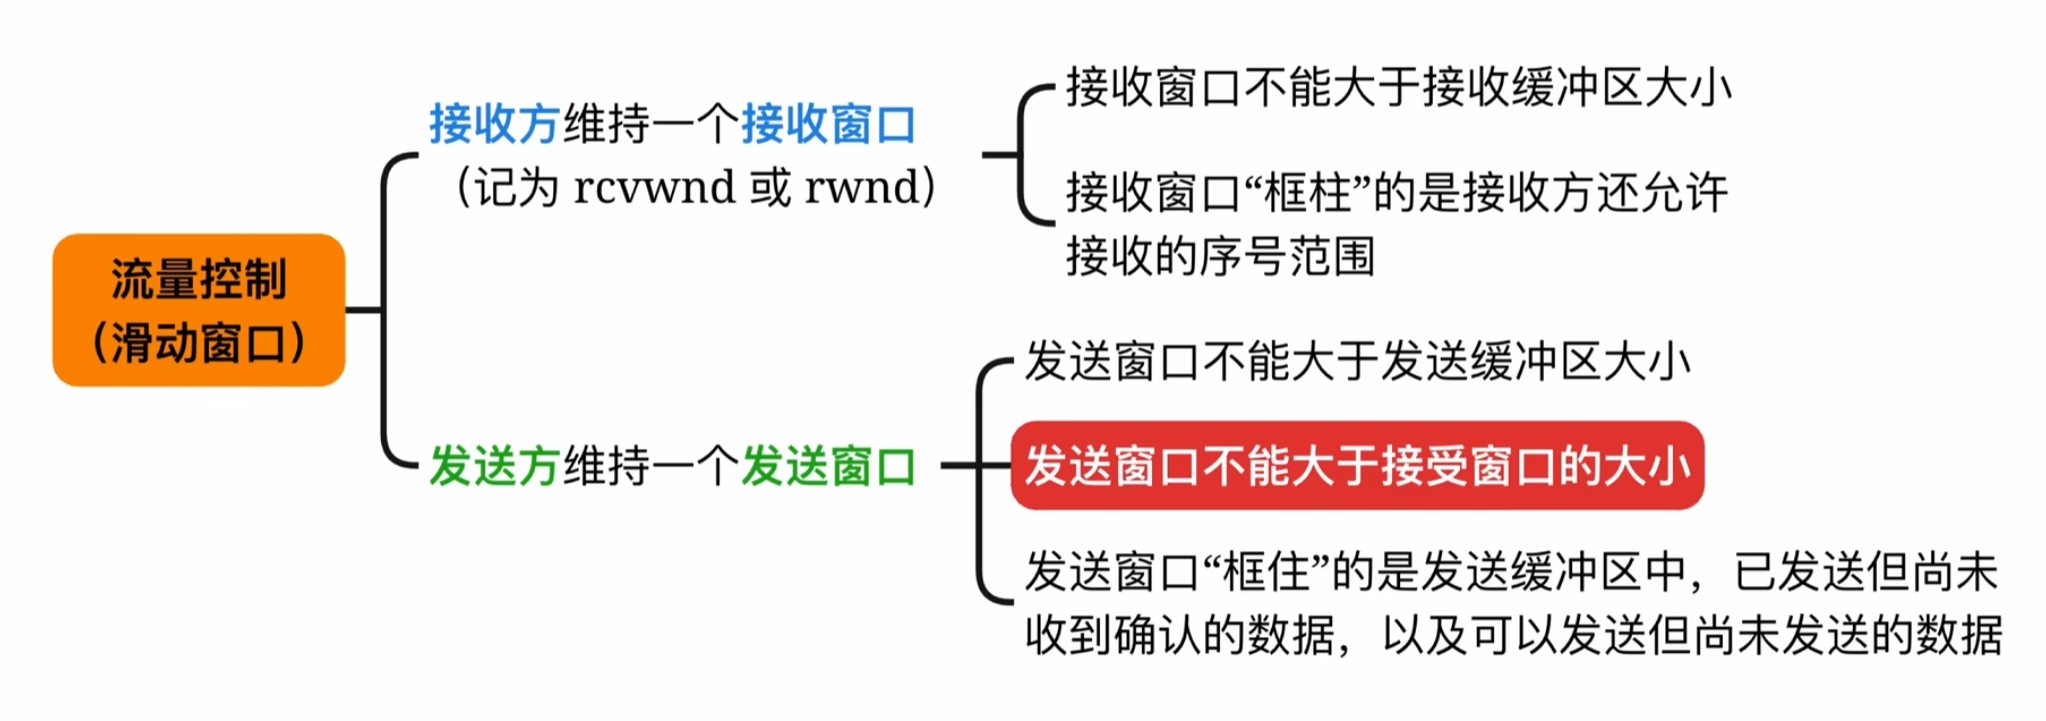 流量控制
（滑动窗口）
接收方维持一个接收窗口
（记为 rcvwnd 或 rwnd）
接收窗口不能大于接收缓冲区大小
接收窗口“框柱”的是接收方还允许
接收的序号范围
发送方维持一个发送窗口
发送窗口不能大于发送缓冲区大小
发送窗口不能大于接受窗口的大小
发送窗口“框住”的是发送缓冲区中，已发送但尚未
收到确认的数据，以及可以发送但尚未发送的数据